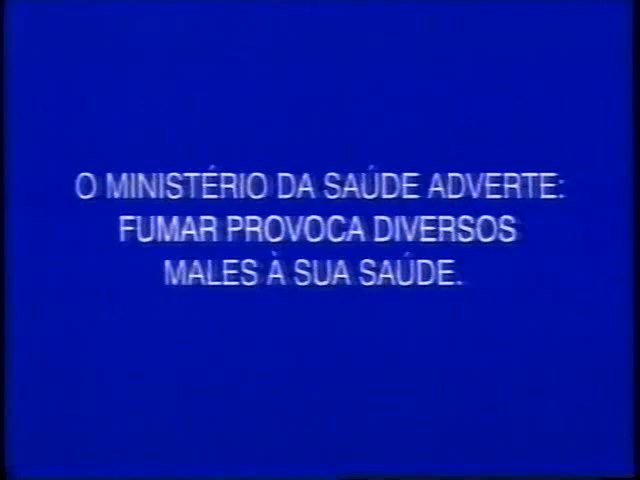 O MINISTÉRIO DA SAÚDE ADVERTE:
FUMAR PROVOCA DIVERSOS
MALES À SUA SAÚDE.